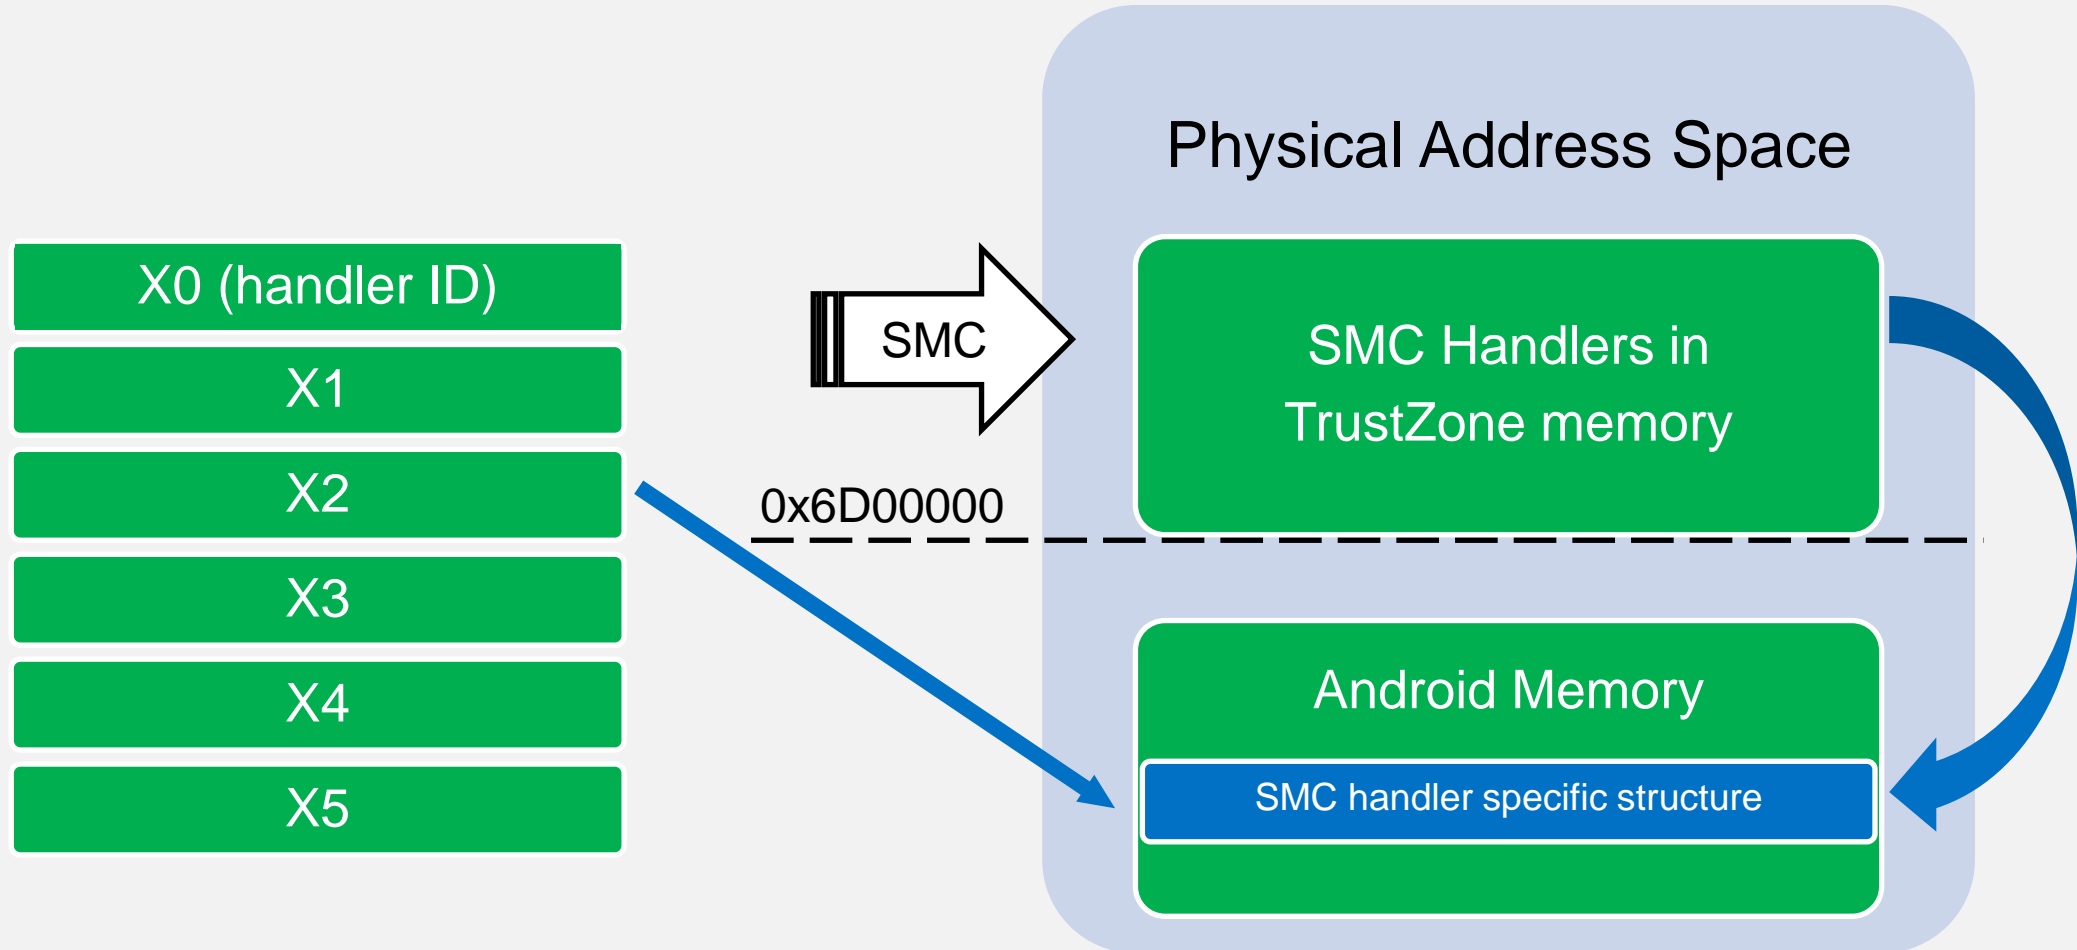 Physical Address Space
X0 (handler ID)
X1
X2
X3
X4
X5
SMC
0x6D00000
SMC Handlers in
TrustZone memory
Android Memory
SMC handler specific structure